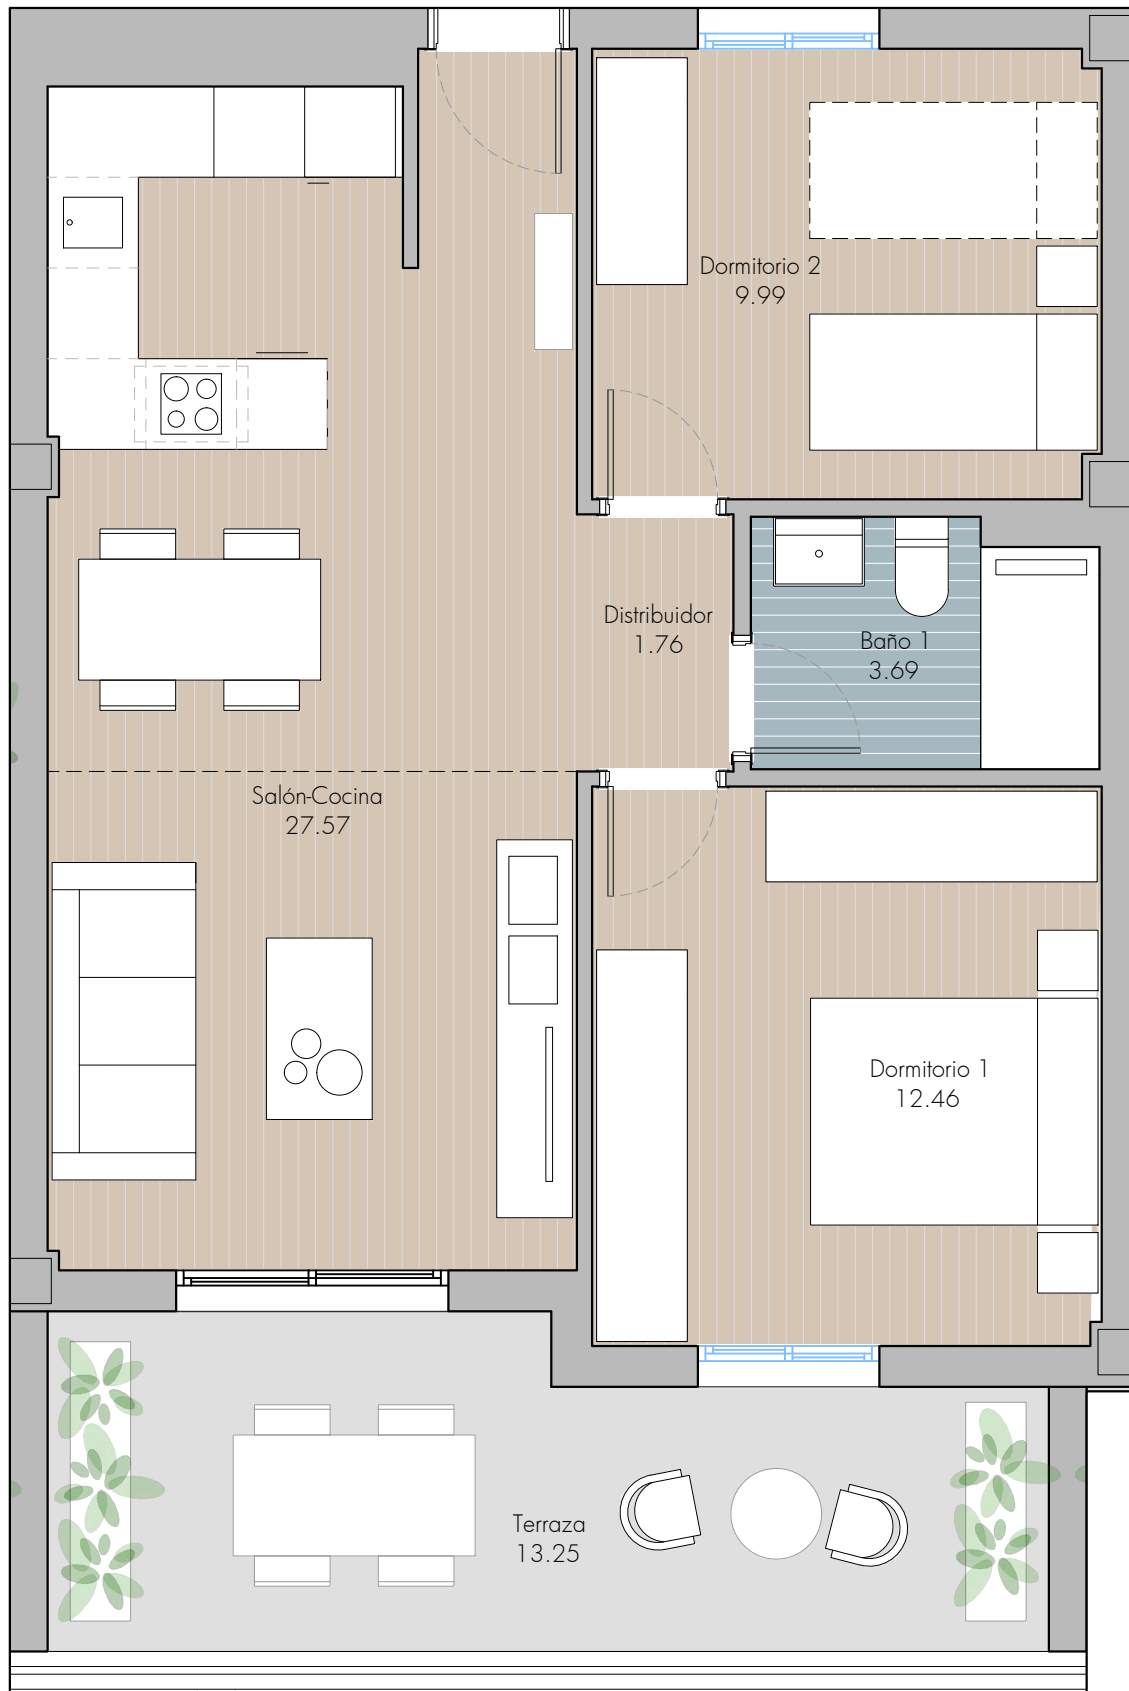 Dormitorio 2
9.99
Distribuidor
1.76
Baño 1
3.69
Salón-Cocina
27.57
Dormitorio 1
12.46
Terraza
13.25